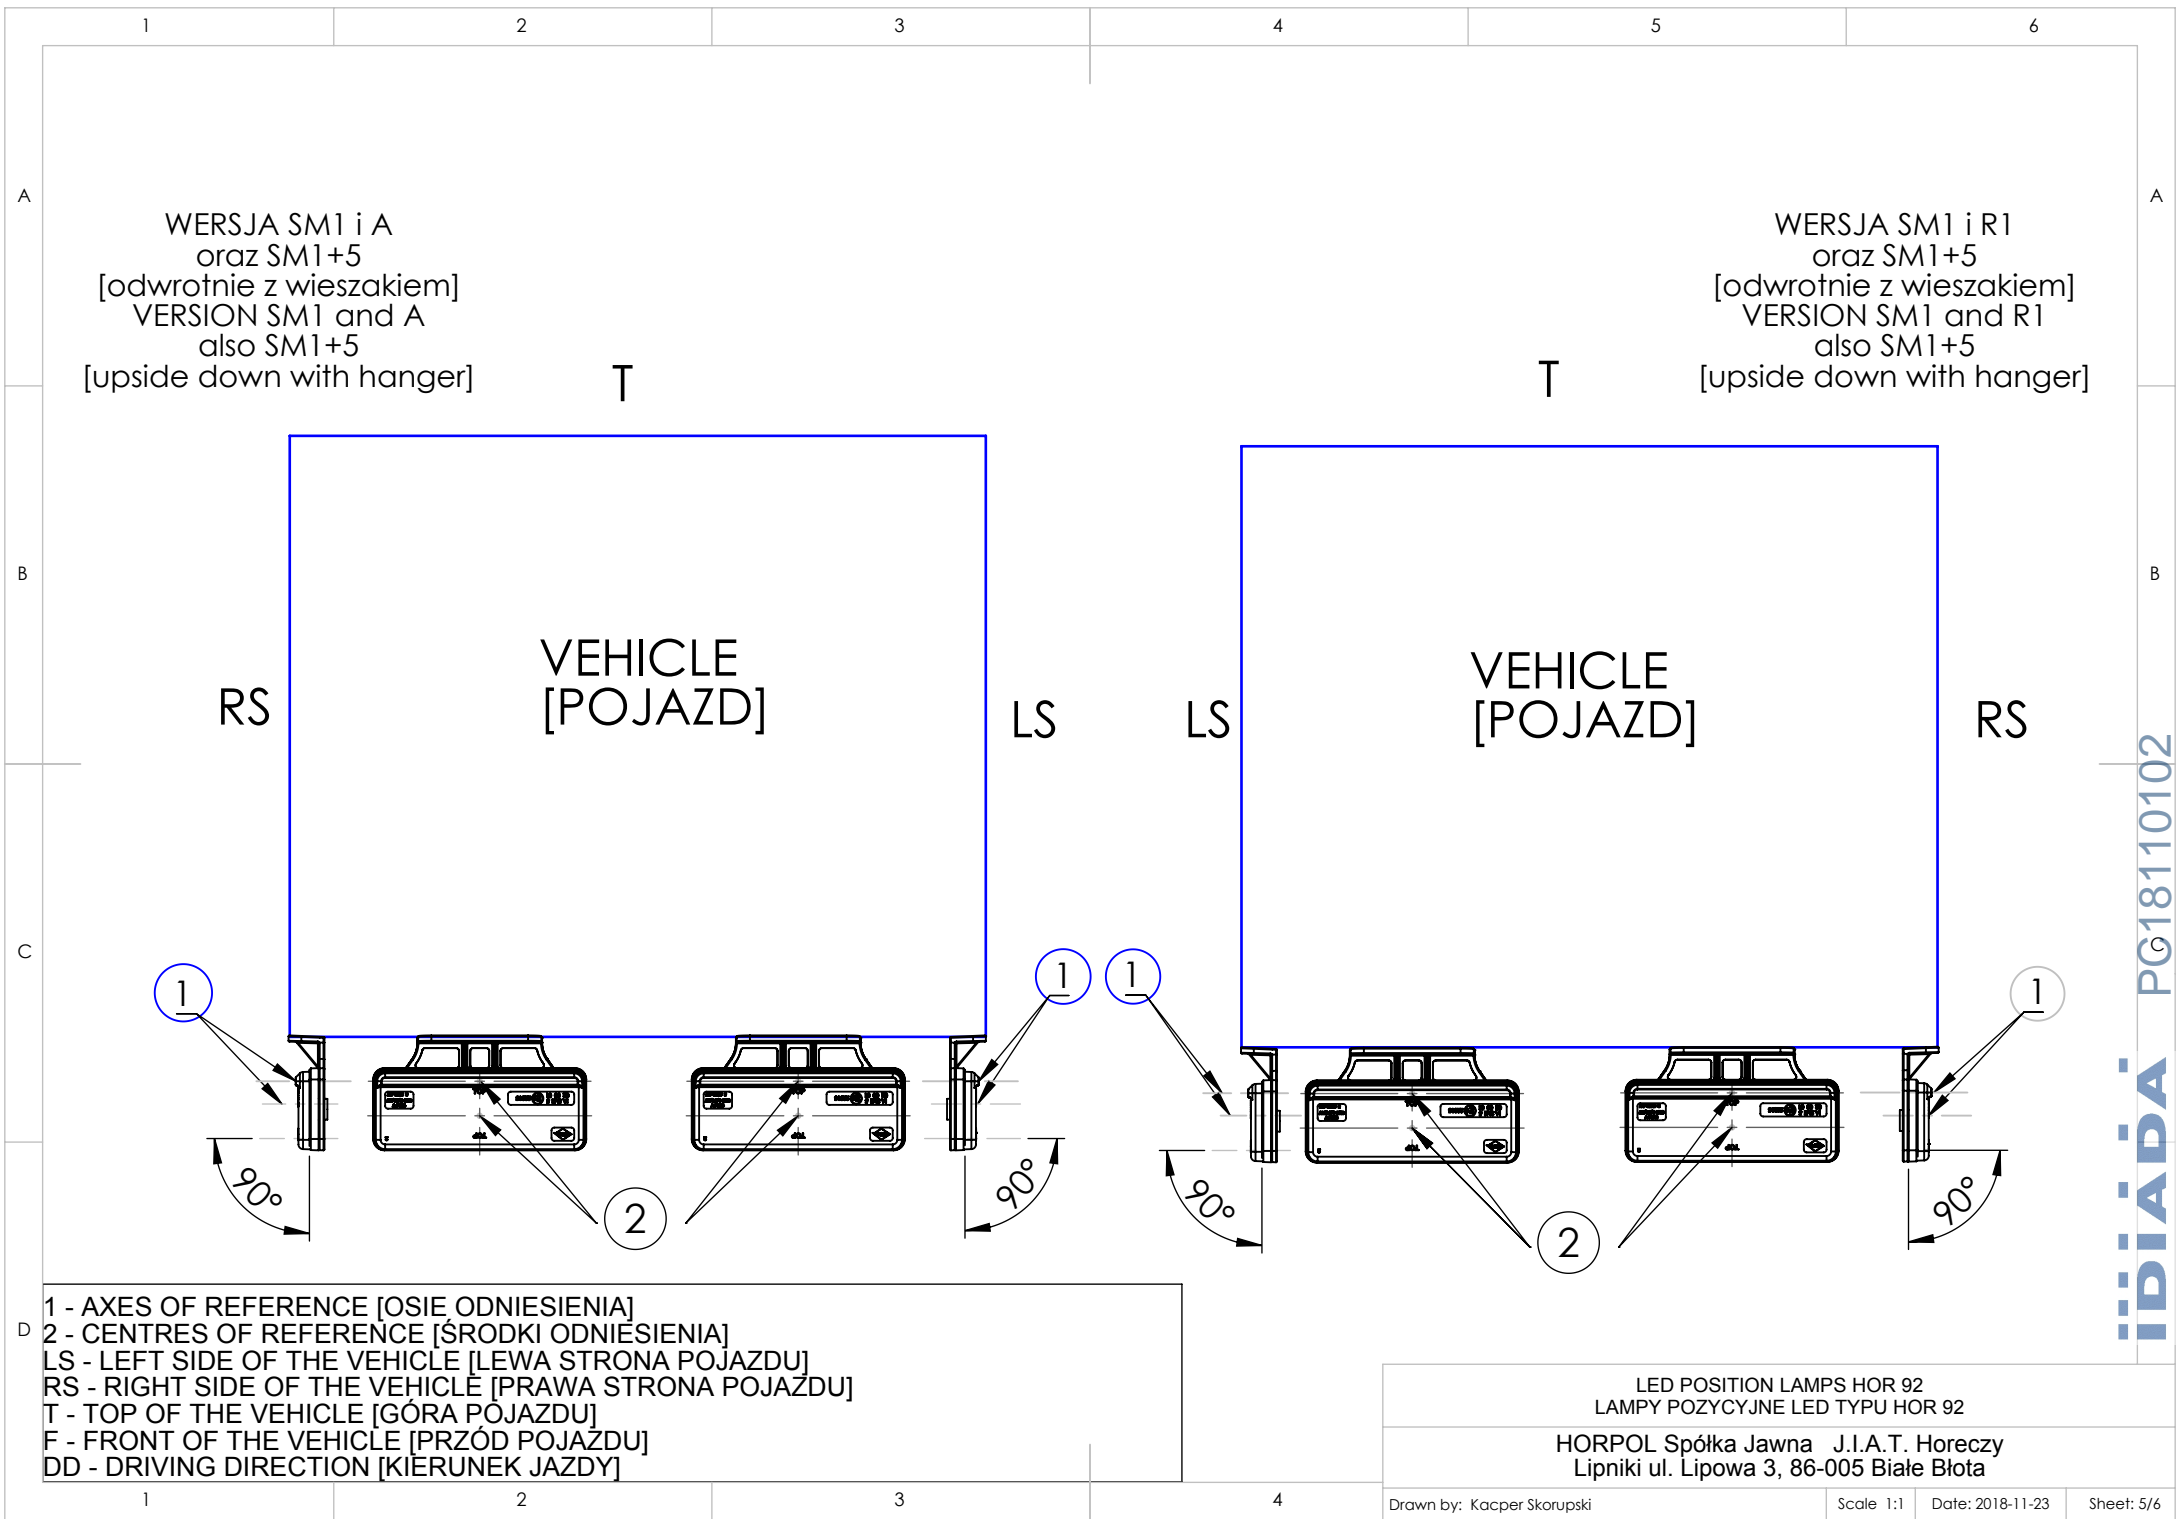 1 2 3 4 5 6
A
A
WERSJA SM1 i A
oraz SM1+5
[odwrotnie z wieszakiem]
VERSION SM1 and A
also SM1+5
[upside down with hanger]
WERSJA SM1 i R1
oraz SM1+5
[odwrotnie z wieszakiem]
VERSION SM1 and R1
also SM1+5
[upside down with hanger]
T
T
B
B
VEHICLE
[POJAZD]
VEHICLE
[POJAZD]
RS
LS
LS
RS
C
C
1
1
1
1
TOP
TOP
TOP
TOP
90°
90°
90°
90°
2
2
PG18110102
IDIADA
D
1 - AXES OF REFERENCE [OSIE ODNIESIENIA]
2 - CENTRES OF REFERENCE [ŚRODKI ODNIESIENIA]
LS - LEFT SIDE OF THE VEHICLE [LEWA STRONA POJAZDU]
RS - RIGHT SIDE OF THE VEHICLE [PRAWA STRONA POJAZDU]
T - TOP OF THE VEHICLE [GÓRA POJAZDU]
F - FRONT OF THE VEHICLE [PRZÓD POJAZDU]
DD - DRIVING DIRECTION [KIERUNEK JAZDY]
LED POSITION LAMPS HOR 92
LAMPY POZYCYJNE LED TYPU HOR 92
HORPOL Spółka Jawna J.I.A.T. Horeczy
Lipniki ul. Lipowa 3, 86-005 Białe Błota
Drawn by: Kacper Skorupski
Scale 1:1
Date: 2018-11-23
Sheet: 5/6
1 2 3 4